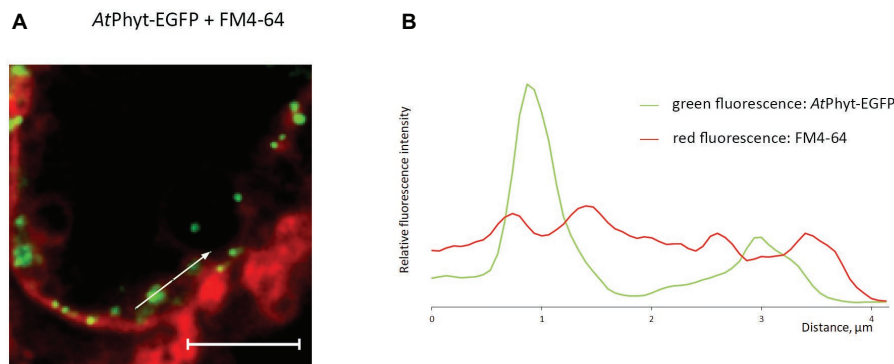 A
AtPhyt-EGFP + FM4-64
B
Relative fluorescence intensity
green fluorescence: AtPhyt-EGFP
red fluorescence: FM4-64
0 1 2 3 4
Distance, µm